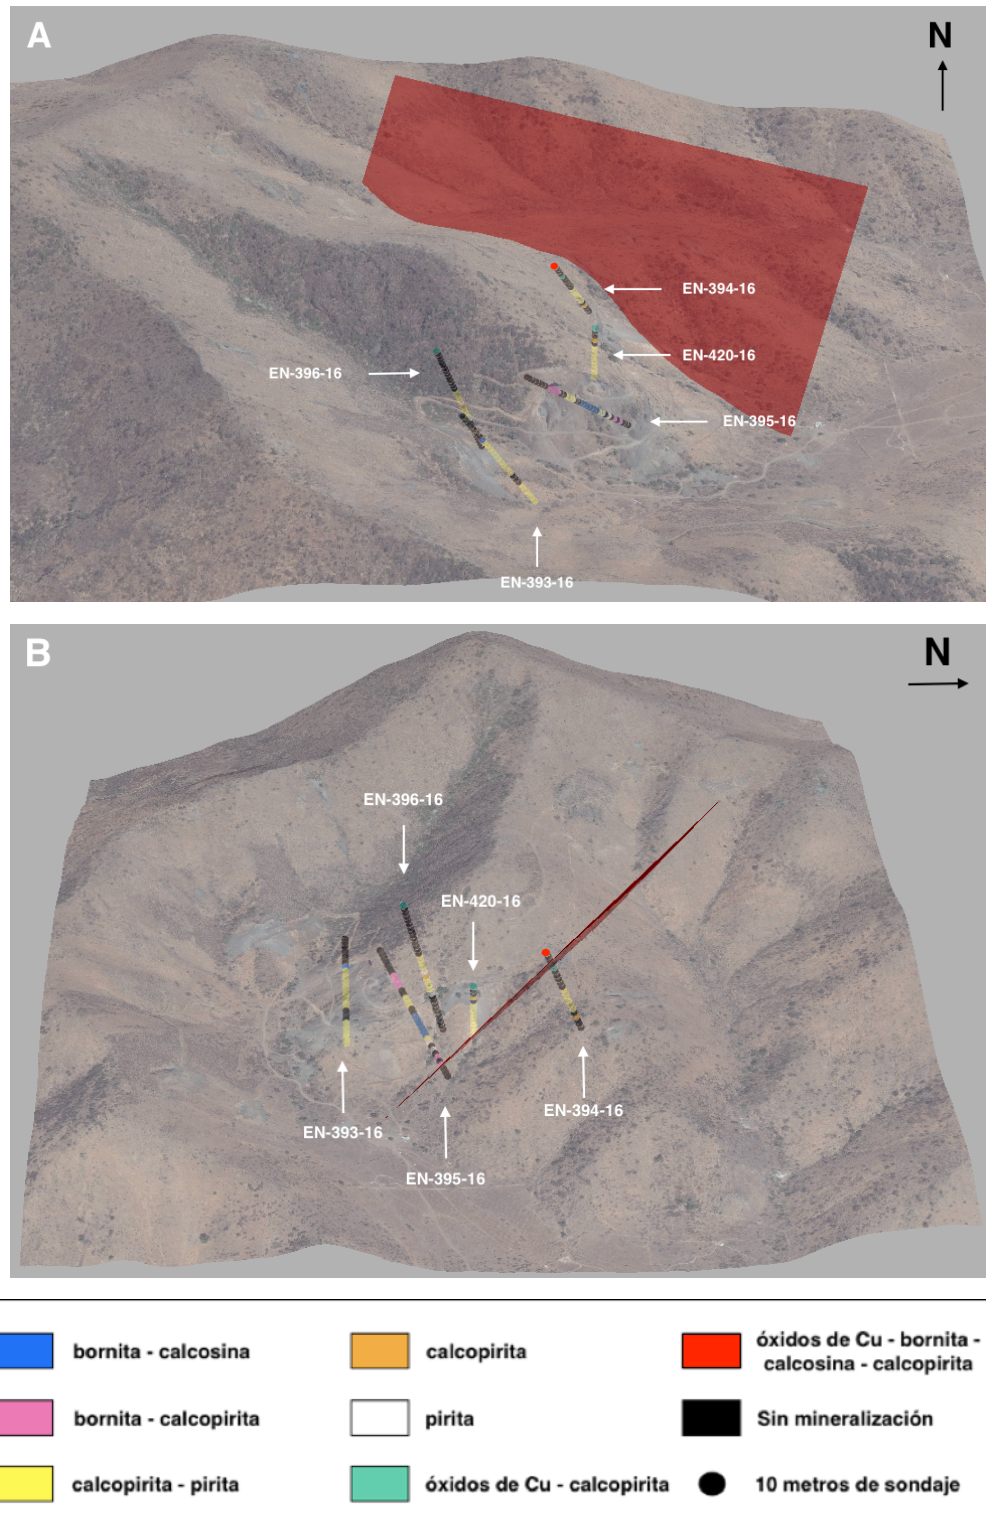 A
N
EN-394-16
EN-420-16
EN-396-16
EN-395-16
EN-393-16
B
N
EN-396-16
EN-420-16
EN-394-16
EN-393-16
EN-395-16
bornita - calcosina
calcopirita
óxidos de Cu - bornita -
calcosina - calcopirita
bornita - calcopirita
pirita
Sin mineralización
calcopirita - pirita
óxidos de Cu - calcopirita
10 metros de sondaje